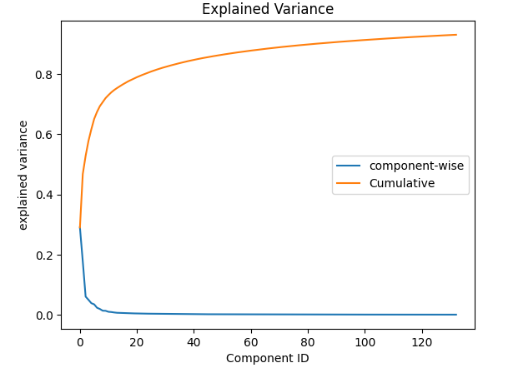 Explained Variance
explained variance
0.8
0.6
0.4
0.2
0.0
component-wise
Cumulative
0 20 40 60 80 100 120
Component ID